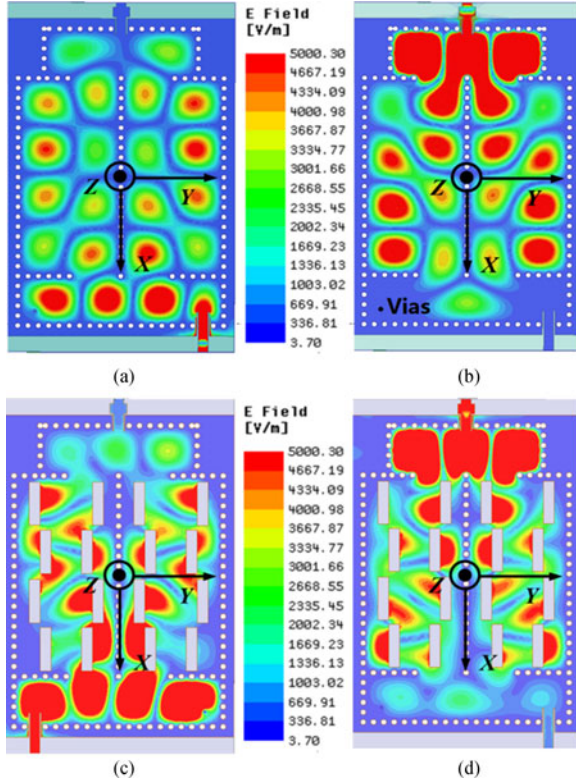 E Field
[V/m]
5000.30
4667.19
4334.09
4000.98
3667.87
3334.77
3001.66
2668.55
2335.45
2002.34
1669.23
1336.13
1003.02
669.91
336.81
3.70
Z
Y
X
Z
Y
X
Vias
(a)
(b)
E Field
[V/m]
5000.30
4667.19
4334.09
4000.98
3667.87
3334.77
3001.66
2668.55
2335.45
2002.34
1669.23
1336.13
1003.02
669.91
336.81
3.70
Z
Y
X
Z
Y
X
(c)
(d)